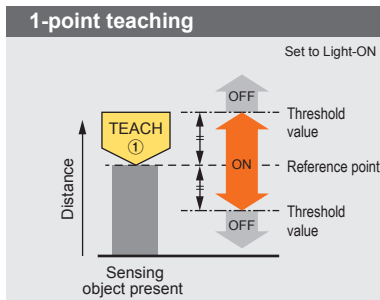 1-point teaching
Set to Light-ON
OFF
TEACH
①
Threshold
value
ON
Reference point
Distance
Threshold
value
OFF
Sensing
object present